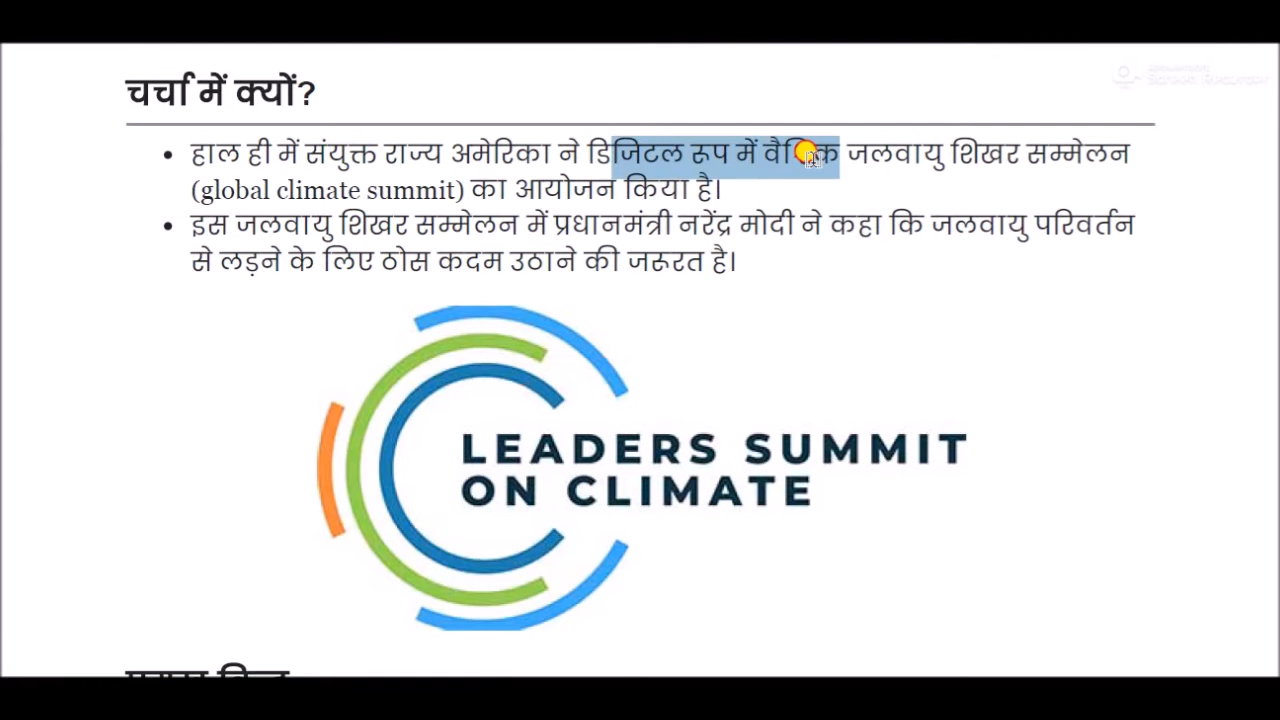 चर्चा में क्यों?
हाल ही में संयुक्त राज्य अमेरिका ने डिजिटल रूप में वैश्विक जलवायु शिखर सम्मेलन
(global climate summit) का आयोजन किया है।
इस जलवायु शिखर सम्मेलन में प्रधानमंत्री नरेंद्र मोदी ने कहा कि जलवायु परिवर्तन
से लड़ने के लिए ठोस कदम उठाने की जरूरत है।
LEADERS SUMMIT
ON CLIMATE